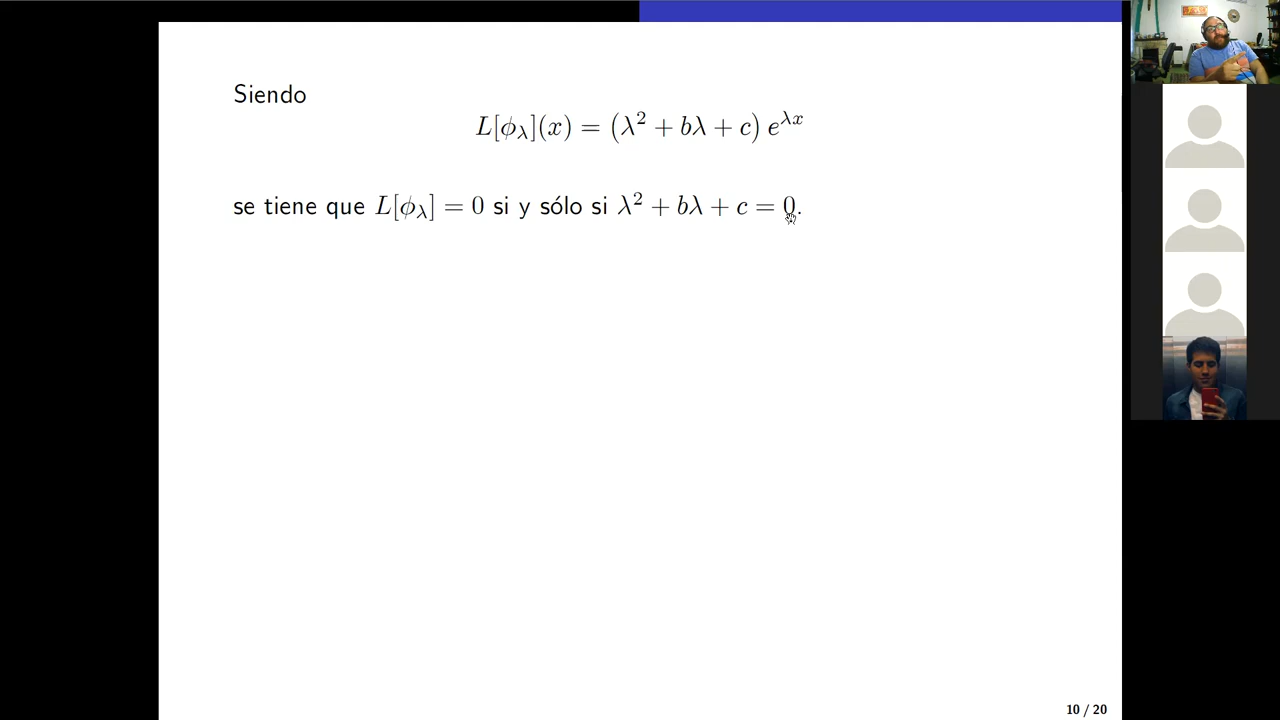 Siendo
L[ϕ_λ](x) = (λ² + bλ + c) e^{λx}
se tiene que L[ϕ_λ] = 0 si y sólo si λ² + bλ + c = 0.
10 / 20